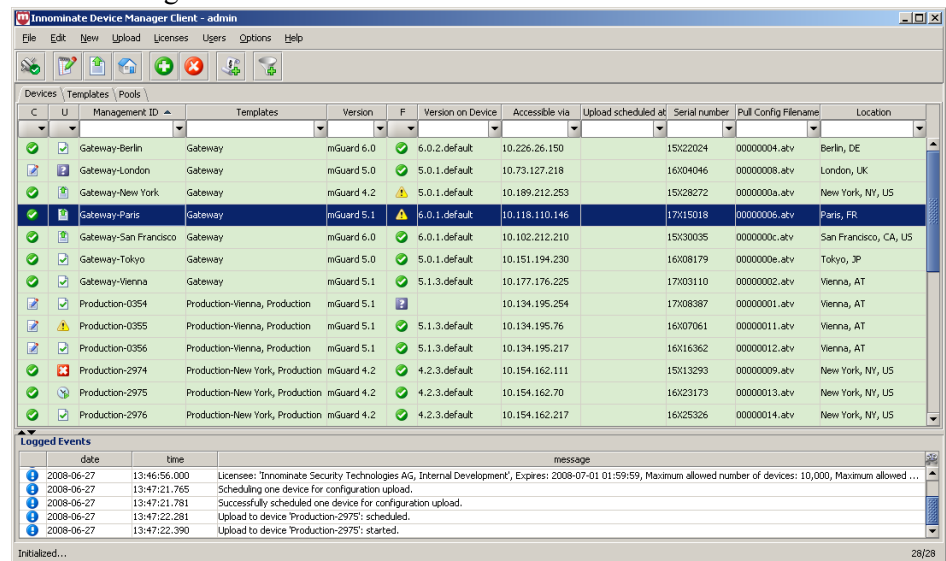 Innominate Device Manager Client - admin
File Edit New Upload Licenses Users Options Help
Devices Templates Pools
C U Management ID Templates Version F Version on Device Accessible via Upload scheduled at Serial number Pull Config Filename Location
Gateway-Berlin Gateway mGuard 6.0 6.0.2.default 10.226.26.150 15X22024 00000004.atv Berlin, DE
Gateway-London Gateway mGuard 5.0 5.0.1.default 10.73.127.218 16X04046 00000008.atv London, UK
Gateway-New York Gateway mGuard 4.2 5.0.1.default 10.189.212.253 15X28272 0000000a.atv New York, NY, US
Gateway-Paris Gateway mGuard 5.1 6.0.1.default 10.118.110.146 17X15018 00000006.atv Paris, FR
Gateway-San Francisco Gateway mGuard 6.0 6.0.1.default 10.102.212.210 15X30035 0000000c.atv San Francisco, CA, US
Gateway-Tokyo Gateway mGuard 5.0 5.0.1.default 10.151.194.230 16X08179 0000000e.atv Tokyo, JP
Gateway-Vienna Gateway mGuard 5.1 5.1.3.default 10.177.176.225 17X03110 00000002.atv Vienna, AT
Production-0354 Production-Vienna, Production mGuard 5.1 10.134.195.254 17X08387 00000001.atv Vienna, AT
Production-0355 Production-Vienna, Production mGuard 5.1 5.1.3.default 10.134.195.76 16X07061 00000011.atv Vienna, AT
Production-0356 Production-Vienna, Production mGuard 5.1 5.1.3.default 10.134.195.217 16X16362 00000012.atv Vienna, AT
Production-2974 Production-New York, Production mGuard 4.2 4.2.3.default 10.154.162.111 15X13293 00000009.atv New York, NY, US
Production-2975 Production-New York, Production mGuard 4.2 4.2.3.default 10.154.162.70 16X23173 00000013.atv New York, NY, US
Production-2976 Production-New York, Production mGuard 4.2 4.2.3.default 10.154.162.217 16X25326 00000014.atv New York, NY, US
Logged Events
date time message
2008-06-27 13:46:56.000 Licensee: 'Innominate Security Technologies AG, Internal Development', Expires: 2008-07-01 01:59:59, Maximum allowed number of devices: 10,000, Maximum allowed ...
2008-06-27 13:47:21.765 Scheduling one device for configuration upload.
2008-06-27 13:47:21.781 Successfully scheduled one device for configuration upload.
2008-06-27 13:47:22.281 Upload to device 'Production-2975': scheduled.
2008-06-27 13:47:22.390 Upload to device 'Production-2975': started.
Initialized... 28/28